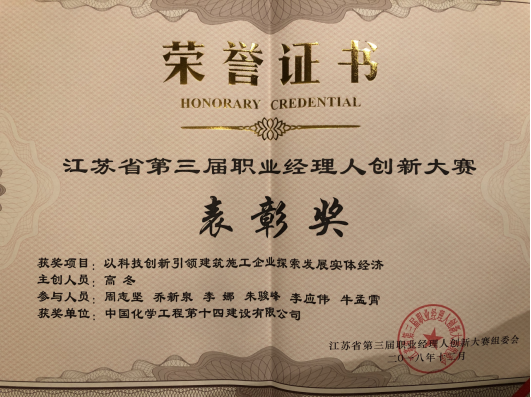 荣誉证书
HONORARY CREDENTIAL
江苏省第三届职业经理人创新大赛
表彰奖
获奖项目：以科技创新引领建筑施工企业探索发展实体经济
主创人员：高 冬
参与人员：周志坚 乔新泉 李 娜 朱骏峰 李应伟 牛孟霄
获奖单位：中国化学工程第十四建设有限公司
江苏省第三届职业经理人创新大赛组委会
二〇一八年十二月